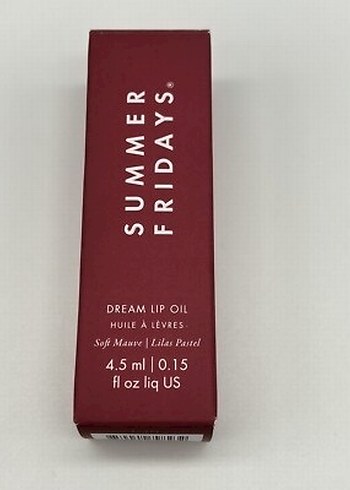 SUMMER
FRIDAYS®
DREAM LIP OIL
HUILE À LÈVRES
Soft Mauve | Lilas Pastel
4.5 ml | 0.15
fl oz liq US